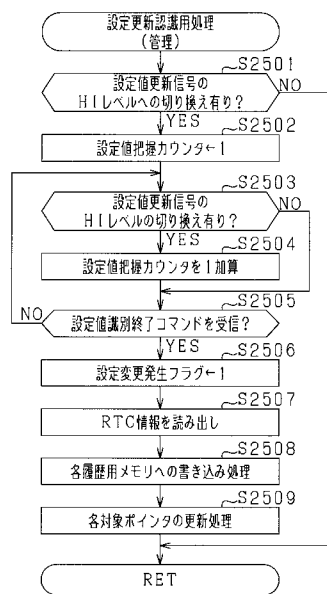 設定更新認識用処理
(管理)
S2501
設定値更新信号の
HIレベルへの切り換え有り?
NO
YES
S2502
設定値把握カウンタ←1
S2503
設定値更新信号の
HIレベルの切り換え有り?
NO
YES
S2504
設定値把握カウンタを1加算
S2505
NO
設定値識別終了コマンドを受信?
YES
S2506
設定変更発生フラグ←1
S2507
RTC情報を読み出し
S2508
各履歴用メモリへの書き込み処理
S2509
各対象ポインタの更新処理
RET